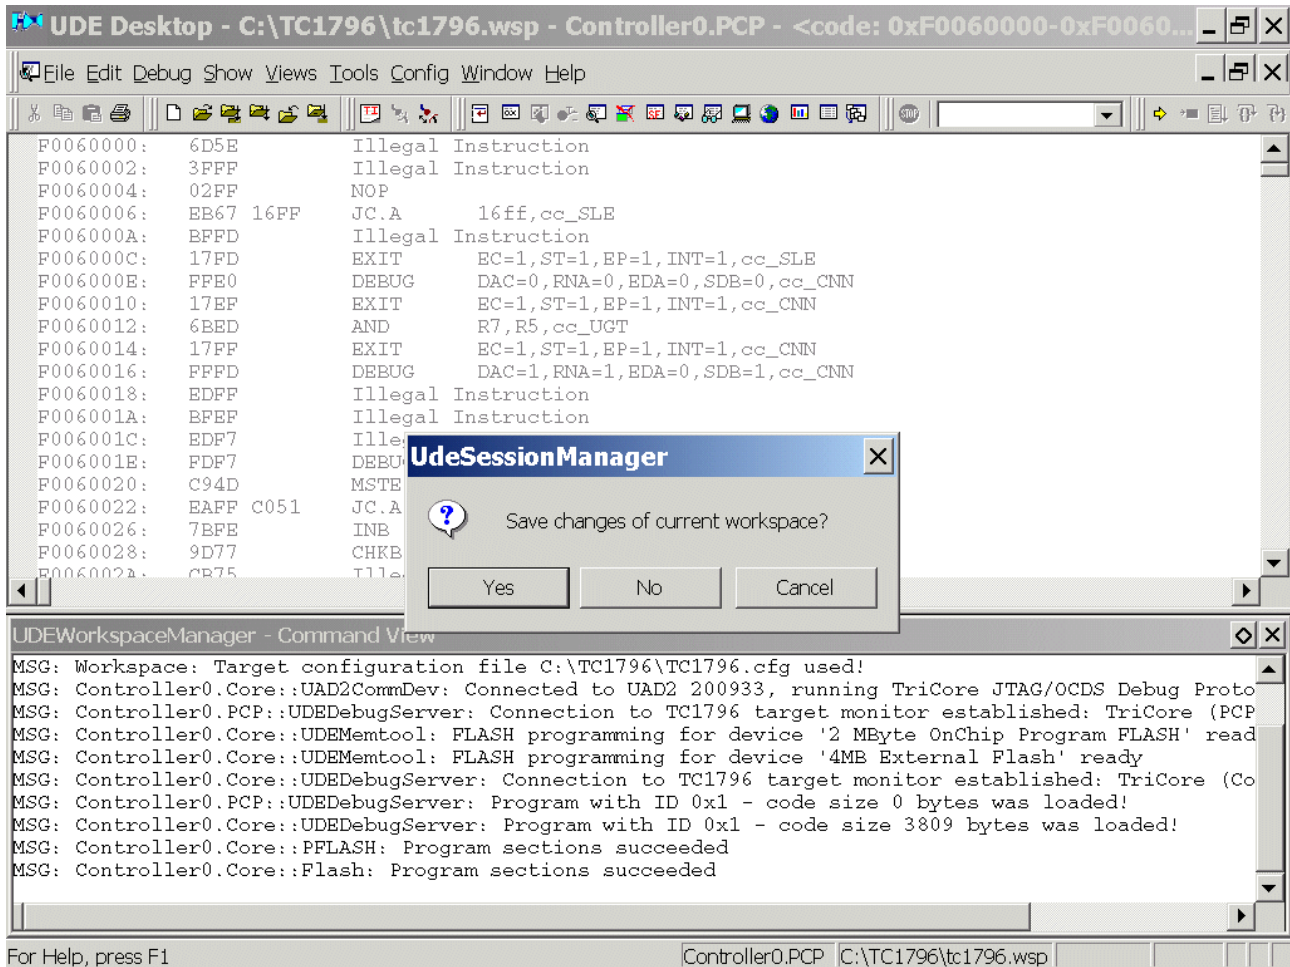 UDE Desktop - C:\TC1796\tc1796.wsp - Controller0.PCP - <code: 0xF0060000-0xF0060...
File Edit Debug Show Views Tools Config Window Help
STOP
F0060000: 6D5E Illegal Instruction
F0060002: 3FFF Illegal Instruction
F0060004: 02FF NOP
F0060006: EB67 16FF JC.A 16ff,cc_SLE
F006000A: BFFD Illegal Instruction
F006000C: 17FD EXIT EC=1,ST=1,EP=1,INT=1,cc_SLE
F006000E: FFE0 DEBUG DAC=0,RNA=0,EDA=0,SDB=0,cc_CNN
F0060010: 17EF EXIT EC=1,ST=1,EP=1,INT=1,cc_CNN
F0060012: 6BED AND R7,R5,cc_UGT
F0060014: 17FF EXIT EC=1,ST=1,EP=1,INT=1,cc_CNN
F0060016: FFFD DEBUG DAC=1,RNA=1,EDA=0,SDB=1,cc_CNN
F0060018: EDFF Illegal Instruction
F006001A: BFEF Illegal Instruction
F006001C: EDF7 Ille
F006001E: FDF7 DEBU
F0060020: C94D MSTE
F0060022: EAFF C051 JC.A
F0060026: 7BFE INB
F0060028: 9D77 CHKB
F006002A: CB75 Ille
UdeSessionManager
Save changes of current workspace?
Yes No Cancel
UDEWorkspaceManager - Command View
MSG: Workspace: Target configuration file C:\TC1796\TC1796.cfg used!
MSG: Controller0.Core::UAD2CommDev: Connected to UAD2 200933, running TriCore JTAG/OCDS Debug Proto
MSG: Controller0.PCP::UDEDebugServer: Connection to TC1796 target monitor established: TriCore (PCP
MSG: Controller0.Core::UDEMemtool: FLASH programming for device '2 MByte OnChip Program FLASH' read
MSG: Controller0.Core::UDEMemtool: FLASH programming for device '4MB External Flash' ready
MSG: Controller0.Core::UDEDebugServer: Connection to TC1796 target monitor established: TriCore (Co
MSG: Controller0.PCP::UDEDebugServer: Program with ID 0x1 - code size 0 bytes was loaded!
MSG: Controller0.Core::UDEDebugServer: Program with ID 0x1 - code size 3809 bytes was loaded!
MSG: Controller0.Core::PFLASH: Program sections succeeded
MSG: Controller0.Core::Flash: Program sections succeeded
For Help, press F1 Controller0.PCP C:\TC1796\tc1796.wsp